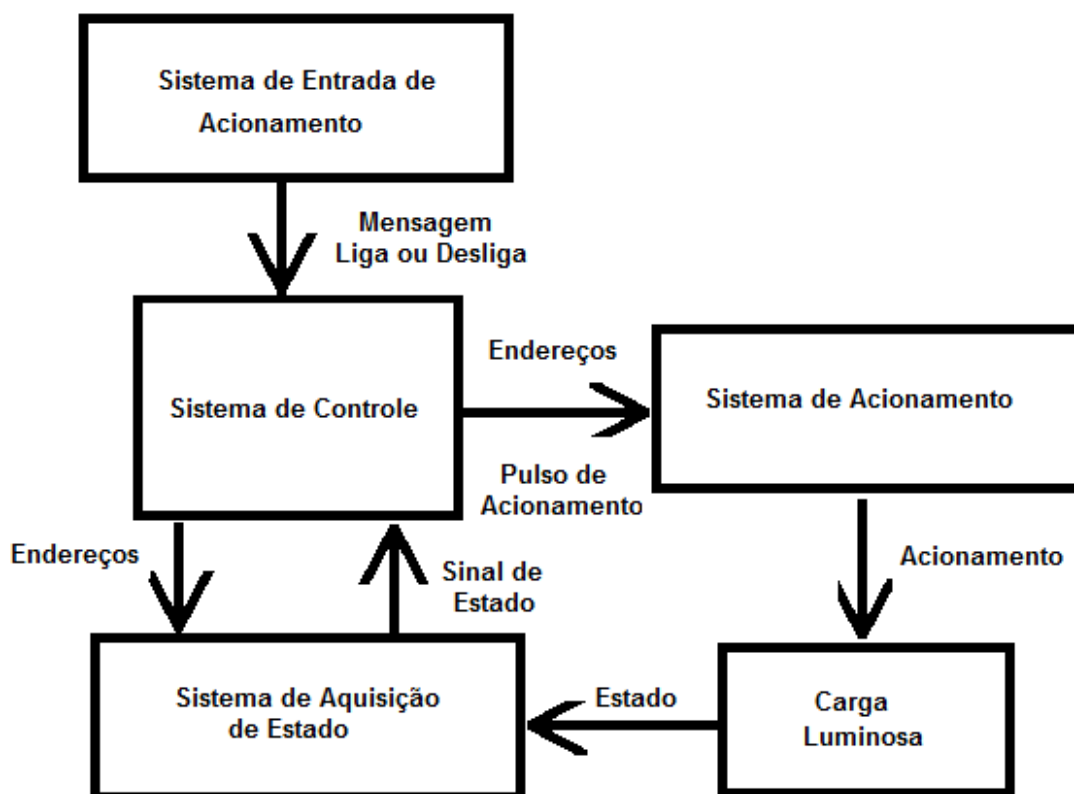 Sistema de Entrada de
Acionamento
Mensagem
Liga ou Desliga
Endereços
Sistema de Controle
Sistema de Acionamento
Pulso de
Acionamento
Endereços
Sinal de
Estado
Acionamento
Sistema de Aquisição
de Estado
Estado
Carga
Luminosa